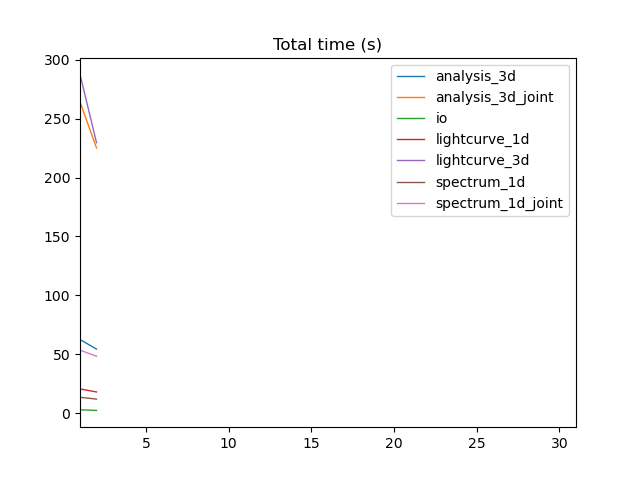 Total time (s)
300
250
200
150
100
50
0
5 10 15 20 25 30
analysis_3d
analysis_3d_joint
io
lightcurve_1d
lightcurve_3d
spectrum_1d
spectrum_1d_joint